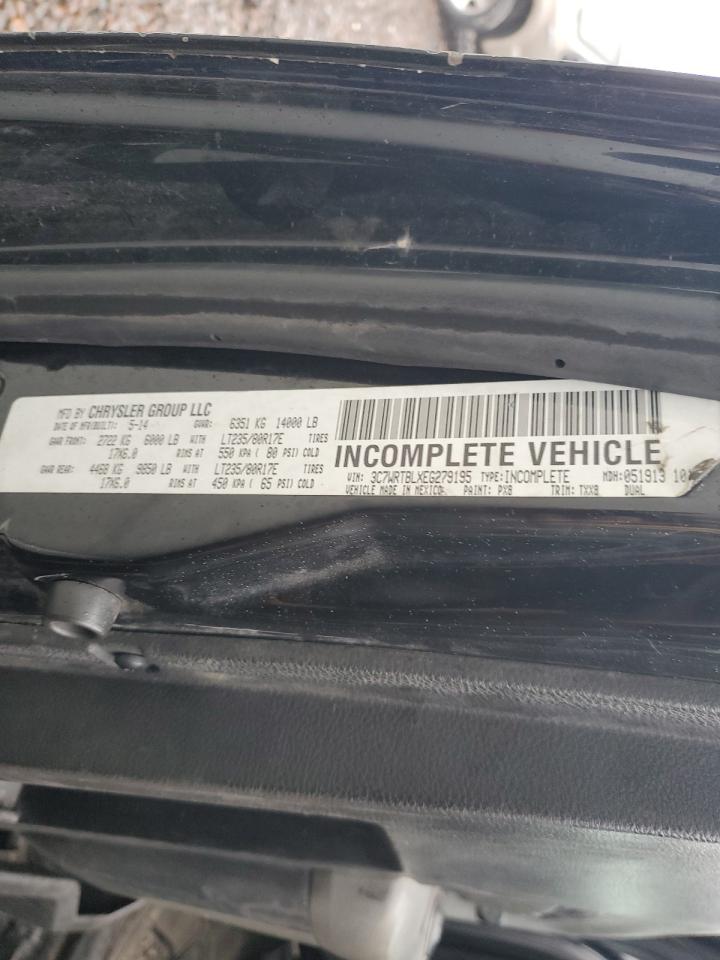 MFD BY CHRYSLER GROUP LLC
DATE OF MFR(BUILT): 5-14 GVWR: 6351 KG 14000 LB
GAWR FRONT: 2722 KG 6000 LB WITH LT235/80R17E TIRES
17X6.0 RIMS AT 550 KPA ( 80 PSI) COLD
GAWR REAR: 4468 KG 9850 LB WITH LT235/80R17E TIRES
17X6.0 RIMS AT 450 KPA ( 65 PSI) COLD
INCOMPLETE VEHICLE
VIN: 3C7WRTBLXEG279195 TYPE:INCOMPLETE MDH:051913
VEHICLE MADE IN MEXICO PAINT: PX8 TRIM: TXX8 DUAL